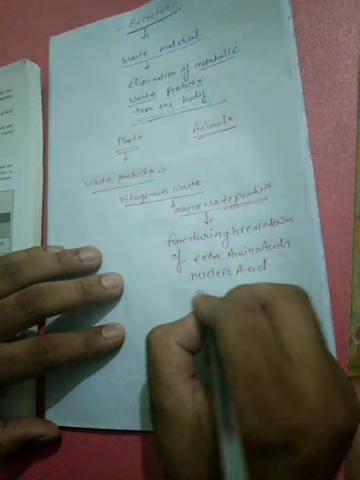 Excretion
Waste material
elimination of metabolic
waste products
from the body.
Plants
Animals
waste products →
nitrogenous waste
major waste product
during breakdown
of extra Amino Acids
nucleic Acid